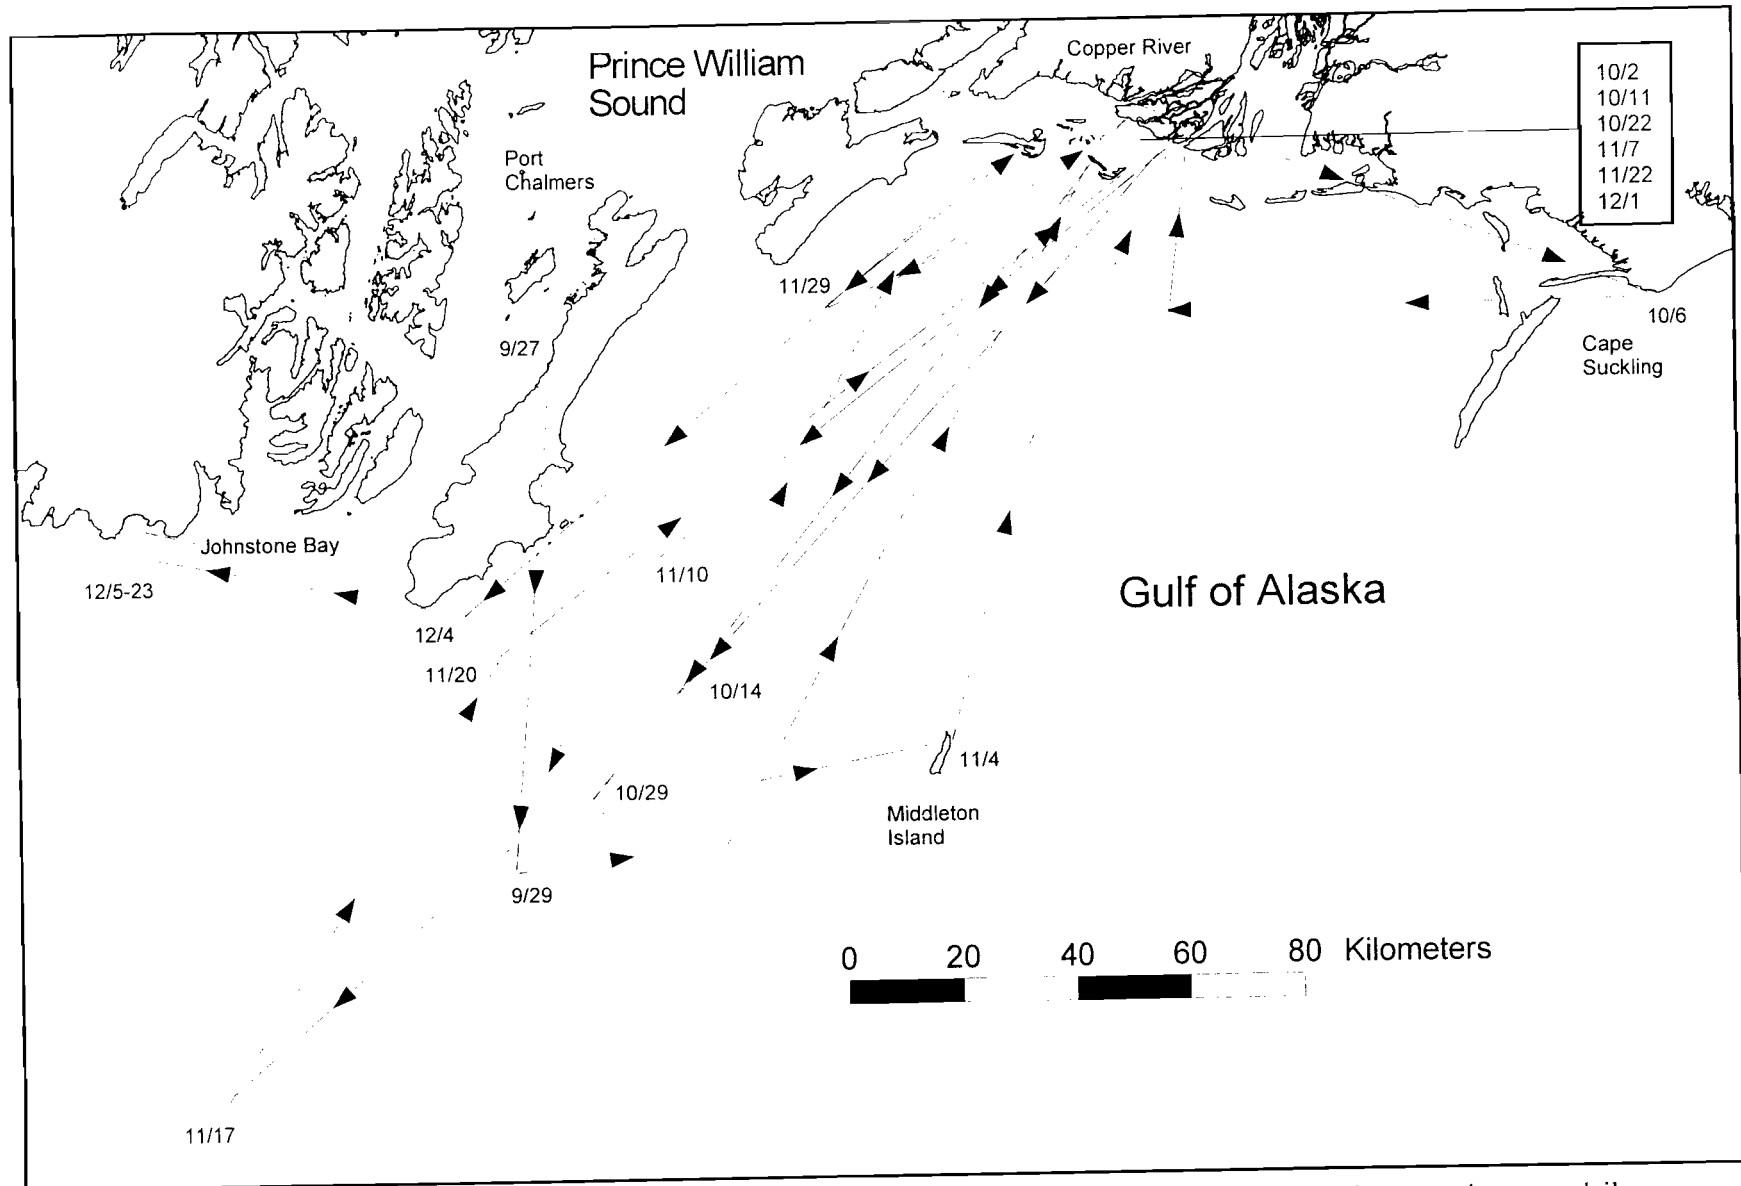 Prince William
Sound
Copper River
10/2
10/11
10/22
11/7
11/22
12/1
Port
Chalmers
11/29
9/27
10/6
Cape
Suckling
Johnstone Bay
12/5-23
11/10
Gulf of Alaska
12/4
11/20
10/14
11/4
10/29
Middleton
Island
9/29
0 20 40 60 80 Kilometers
11/17